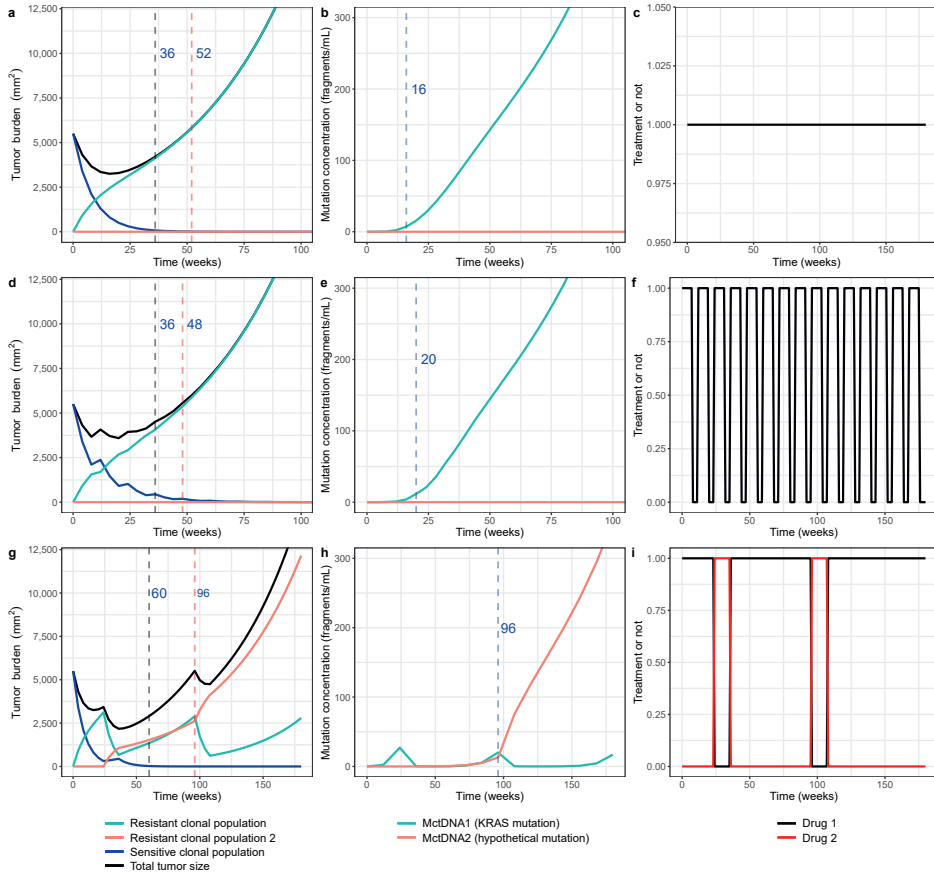 a
12,500
10,000
7,500
5,000
2,500
0
Tumor burden (mm²)
36
52
0
25
50
75
100
Time (weeks)
b
300
200
100
0
Mutation concentration (fragments/mL)
16
0
25
50
75
100
Time (weeks)
c
1.050
1.025
1.000
0.975
0.950
Treatment or not
0
50
100
150
Time (weeks)
d
12,500
10,000
7,500
5,000
2,500
0
Tumor burden (mm²)
36
48
0
25
50
75
100
Time (weeks)
e
300
200
100
0
Mutation concentration (fragments/mL)
20
0
25
50
75
100
Time (weeks)
f
1.00
0.75
0.50
0.25
0.00
Treatment or not
0
50
100
150
Time (weeks)
g
12,500
10,000
7,500
5,000
2,500
0
Tumor burden (mm²)
60
96
0
50
100
150
Time (weeks)
h
300
200
100
0
Mutation concentration (fragments/mL)
96
0
50
100
150
Time (weeks)
i
1.00
0.75
0.50
0.25
0.00
Treatment or not
0
50
100
150
Time (weeks)
Resistant clonal population
Resistant clonal population 2
Sensitive clonal population
Total tumor size
MctDNA1 (KRAS mutation)
MctDNA2 (hypothetical mutation)
Drug 1
Drug 2